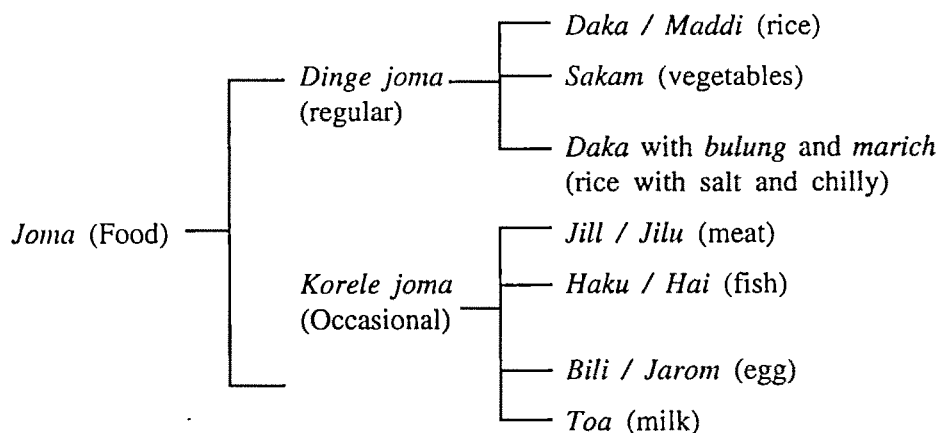 Daka / Maddi (rice)
Dinge joma
(regular)
Sakam (vegetables)
Daka with bulung and marich
(rice with salt and chilly)
Joma (Food)
Jill / Jilu (meat)
Korele joma
(Occasional)
Haku / Hai (fish)
Bili / Jarom (egg)
Toa (milk)